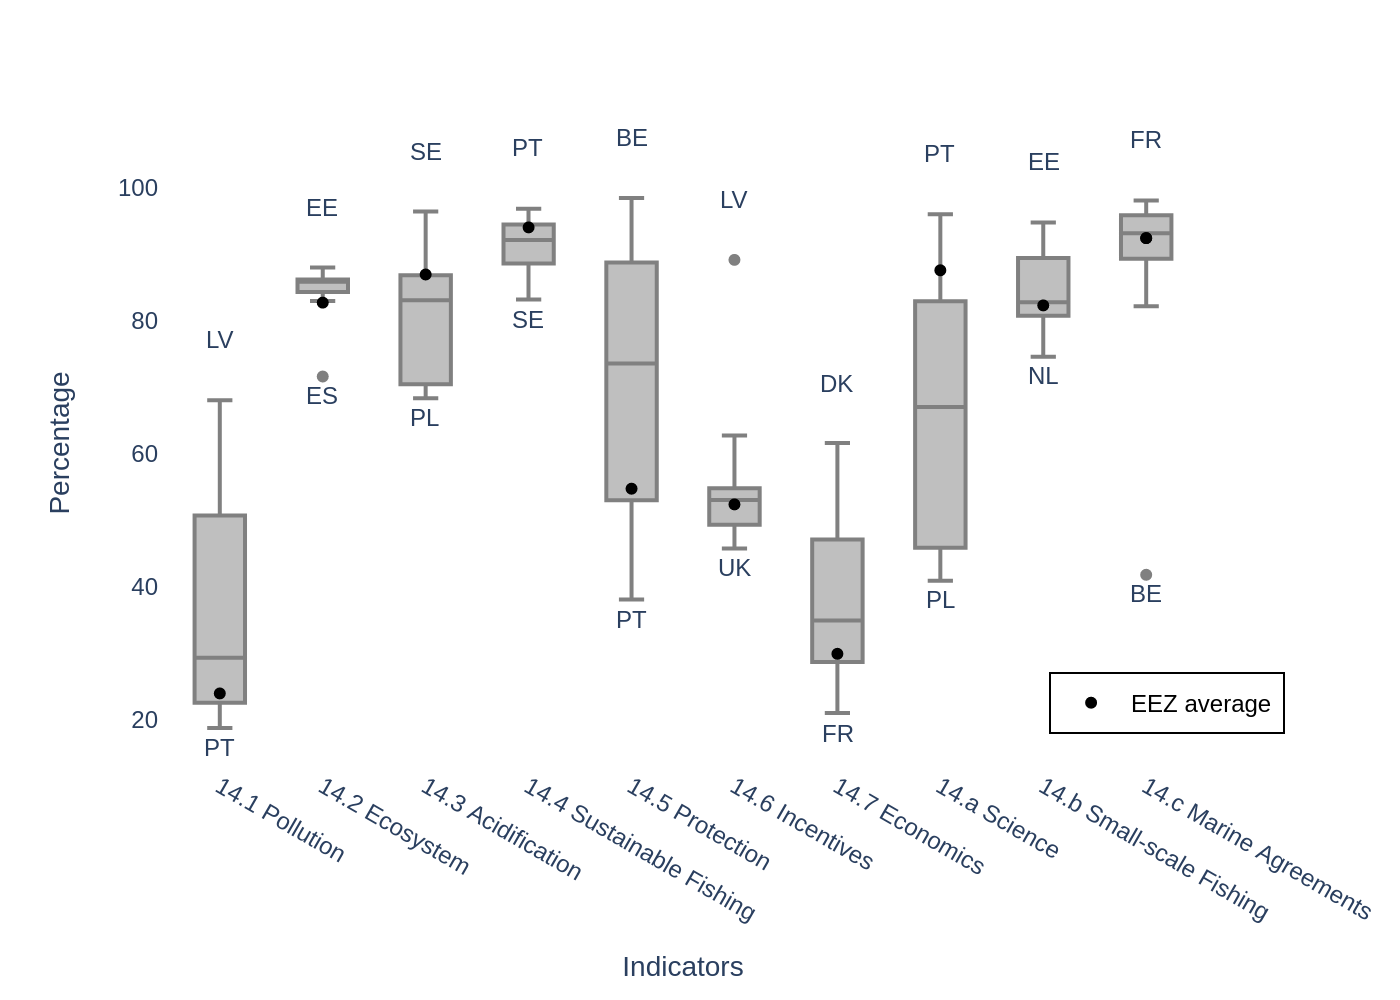 BE
FR
PT
SE
PT
EE
100
LV
EE
SE
80
LV
NL
DK
ES
PL
60
Percentage
UK
40
BE
PL
PT
EEZ average
20
FR
PT
14.1 Pollution
14.2 Ecosystem
14.3 Acidification
14.4 Sustainable Fishing
14.5 Protection
14.6 Incentives
14.7 Economics
14.a Science
14.b Small-scale Fishing
14.c Marine Agreements
Indicators